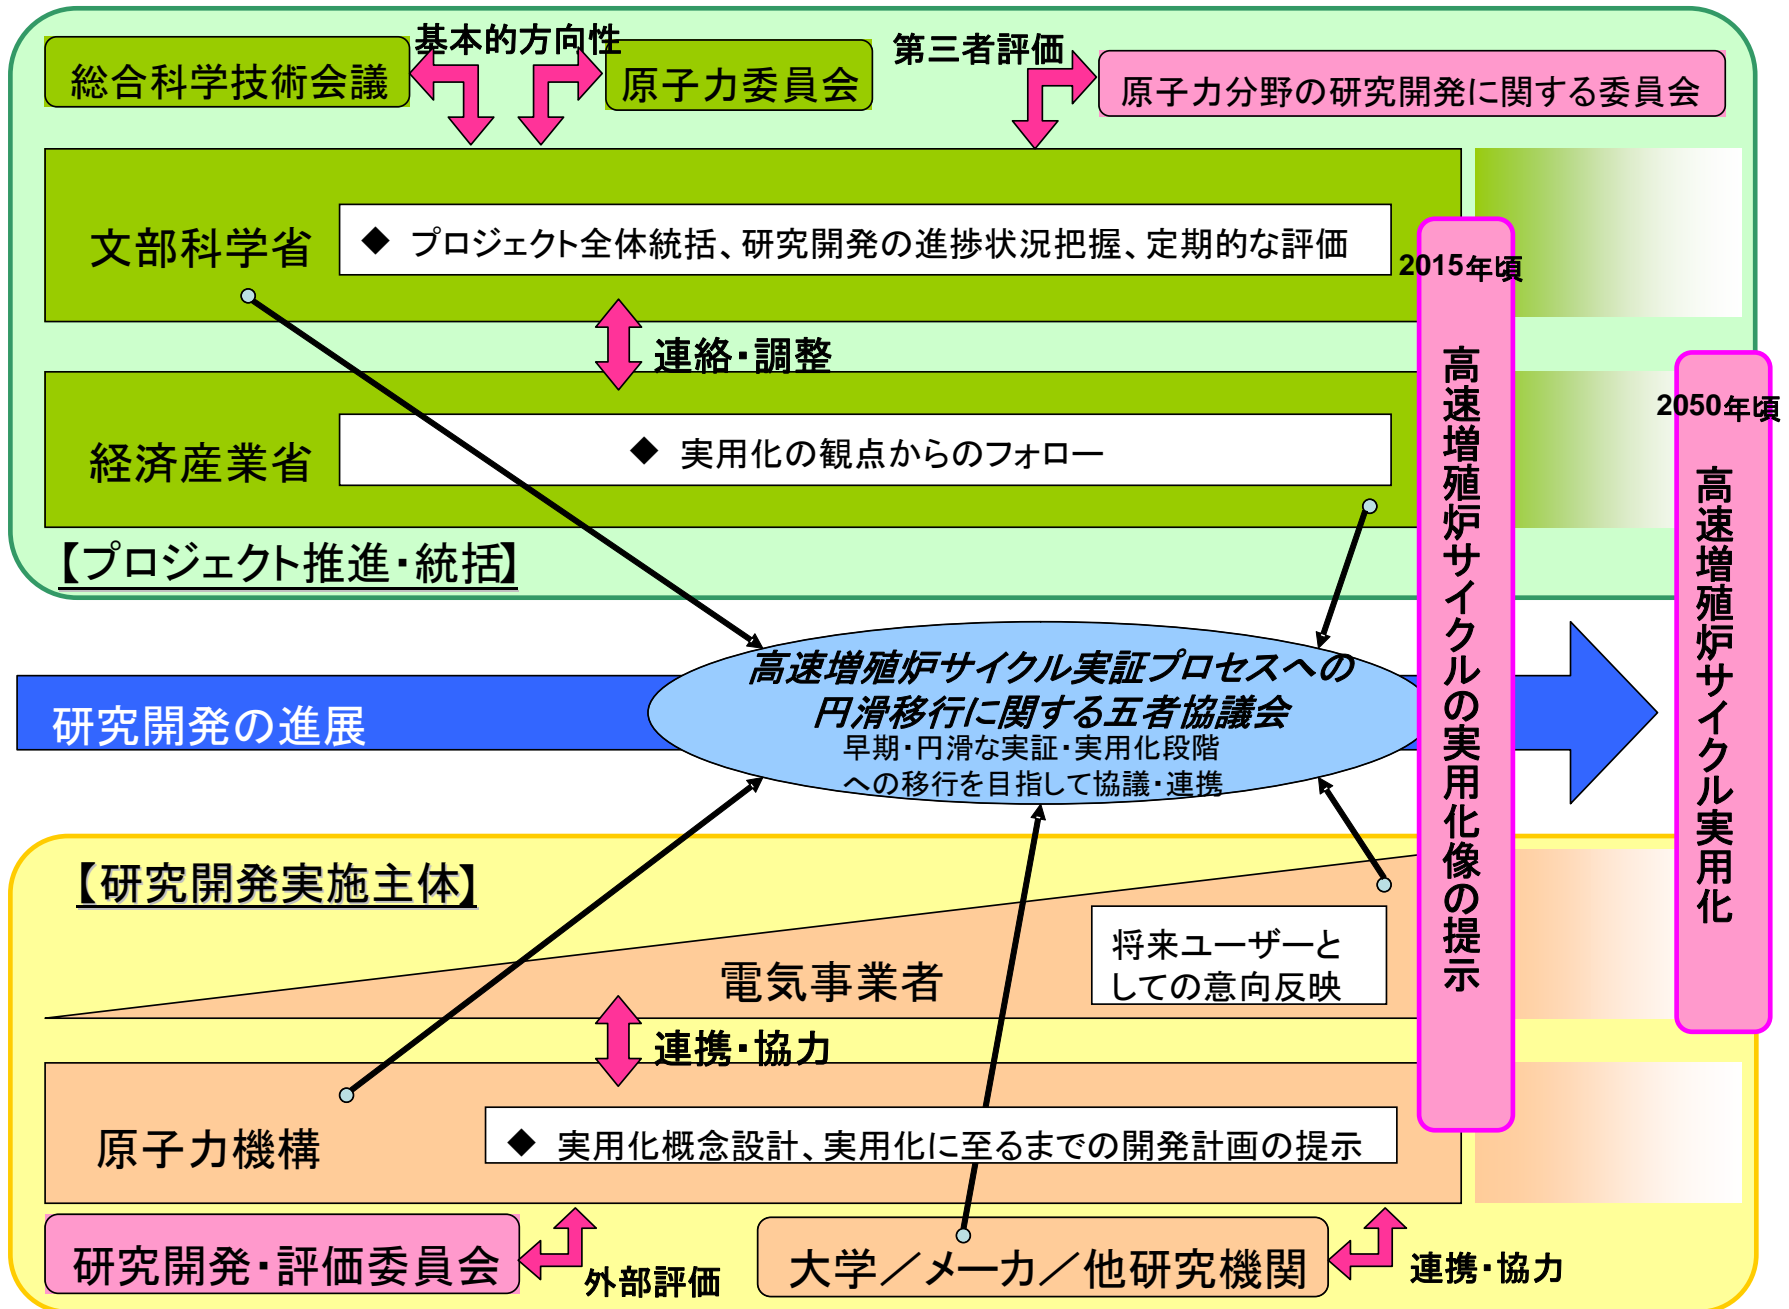 基本的方向性
総合科学技術会議
原子力委員会
第三者評価
原子力分野の研究開発に関する委員会
文部科学省
◆ プロジェクト全体統括、研究開発の進捗状況把握、定期的な評価
連絡・調整
経済産業省
◆ 実用化の観点からのフォロー
【プロジェクト推進・統括】
2015年頃
高速増殖炉サイクルの実用化像の提示
2050年頃
高速増殖炉サイクル実用化
研究開発の進展
高速増殖炉サイクル実証プロセスへの
円滑移行に関する五者協議会
早期・円滑な実証・実用化段階
への移行を目指して協議・連携
【研究開発実施主体】
電気事業者
将来ユーザーと
しての意向反映
連携・協力
原子力機構
◆ 実用化概念設計、実用化に至るまでの開発計画の提示
研究開発・評価委員会
外部評価
大学／メーカ／他研究機関
連携・協力